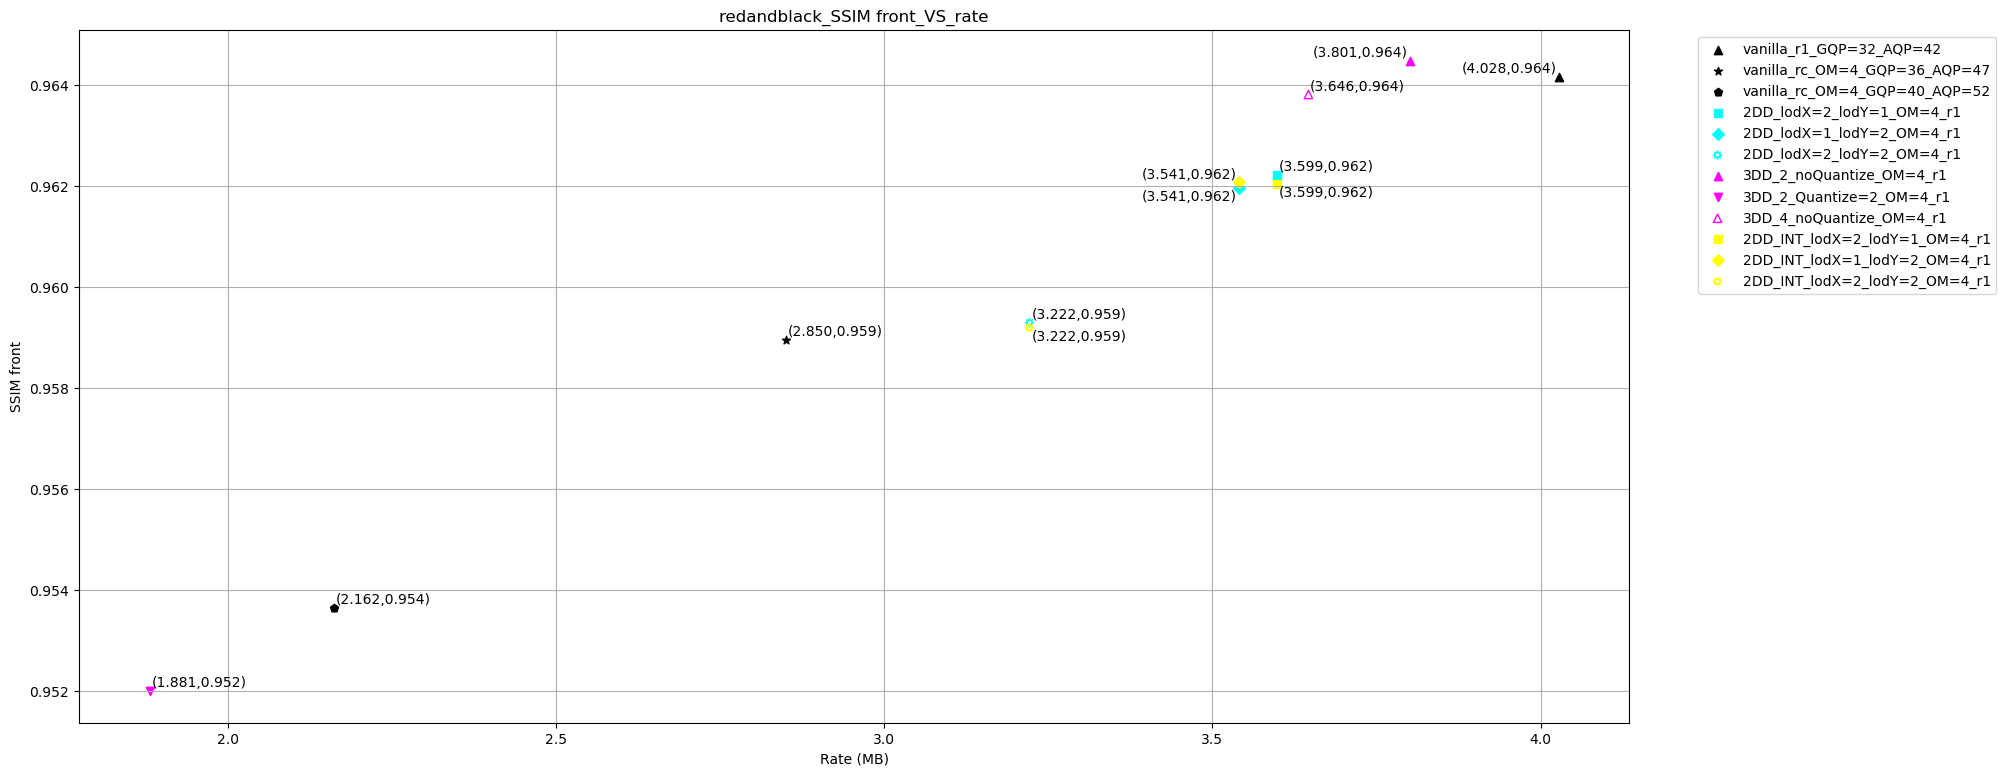 redandblack_SSIM front_VS_rate
(3.801,0.964)
(4.028,0.964)
(3.646,0.964)
(3.541,0.962)
(3.599,0.962)
(3.541,0.962)
(3.599,0.962)
(3.222,0.959)
(3.222,0.959)
(2.850,0.959)
(2.162,0.954)
(1.881,0.952)
0.964
0.962
0.960
0.958
0.956
0.954
0.952
SSIM front
2.0
2.5
3.0
3.5
4.0
Rate (MB)
vanilla_r1_GQP=32_AQP=42
vanilla_rc_OM=4_GQP=36_AQP=47
vanilla_rc_OM=4_GQP=40_AQP=52
2DD_lodX=2_lodY=1_OM=4_r1
2DD_lodX=1_lodY=2_OM=4_r1
2DD_lodX=2_lodY=2_OM=4_r1
3DD_2_noQuantize_OM=4_r1
3DD_2_Quantize=2_OM=4_r1
3DD_4_noQuantize_OM=4_r1
2DD_INT_lodX=2_lodY=1_OM=4_r1
2DD_INT_lodX=1_lodY=2_OM=4_r1
2DD_INT_lodX=2_lodY=2_OM=4_r1